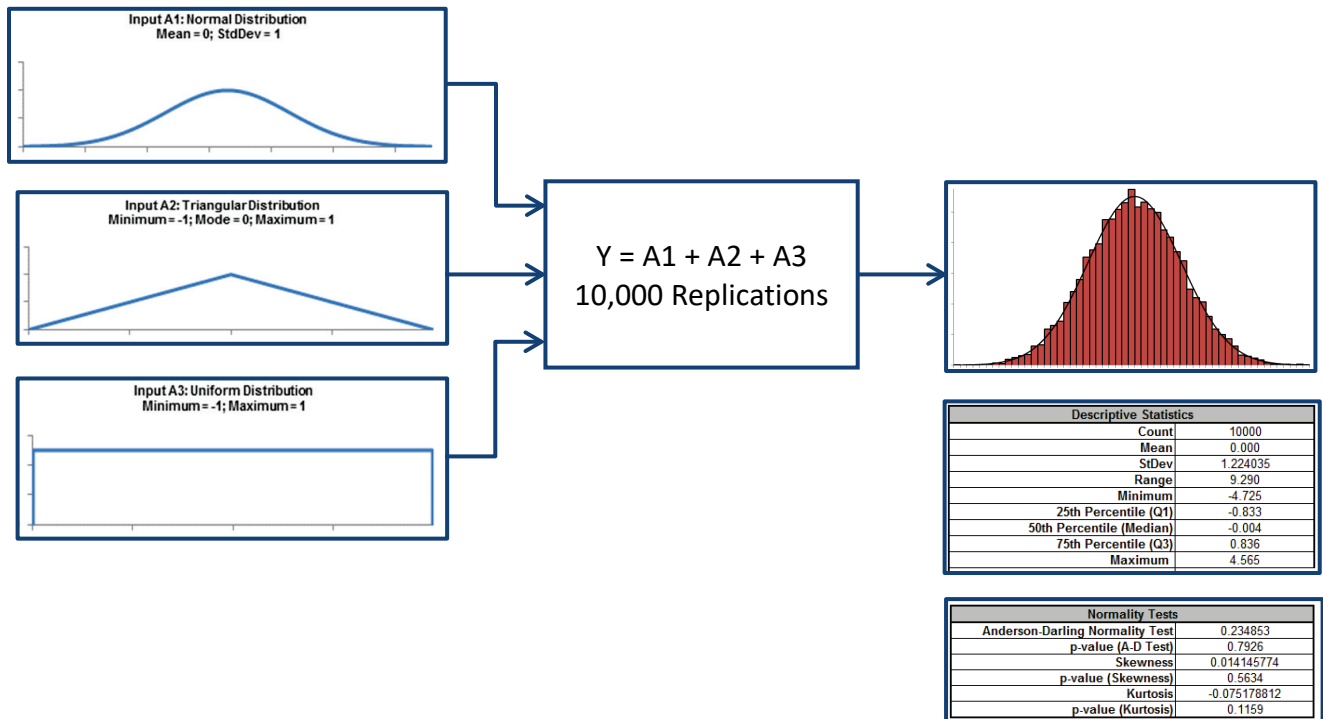 Input A1: Normal Distribution
Mean = 0; StdDev = 1
Input A2: Triangular Distribution
Minimum = -1; Mode = 0; Maximum = 1
Input A3: Uniform Distribution
Minimum = -1; Maximum = 1
Y = A1 + A2 + A3
10,000 Replications
Descriptive Statistics
Count 10000
Mean 0.000
StDev 1.224035
Range 9.290
Minimum -4.725
25th Percentile (Q1) -0.833
50th Percentile (Median) -0.004
75th Percentile (Q3) 0.836
Maximum 4.565
Normality Tests
Anderson-Darling Normality Test 0.234853
p-value (A-D Test) 0.7926
Skewness 0.014145774
p-value (Skewness) 0.5634
Kurtosis -0.075178812
p-value (Kurtosis) 0.1159